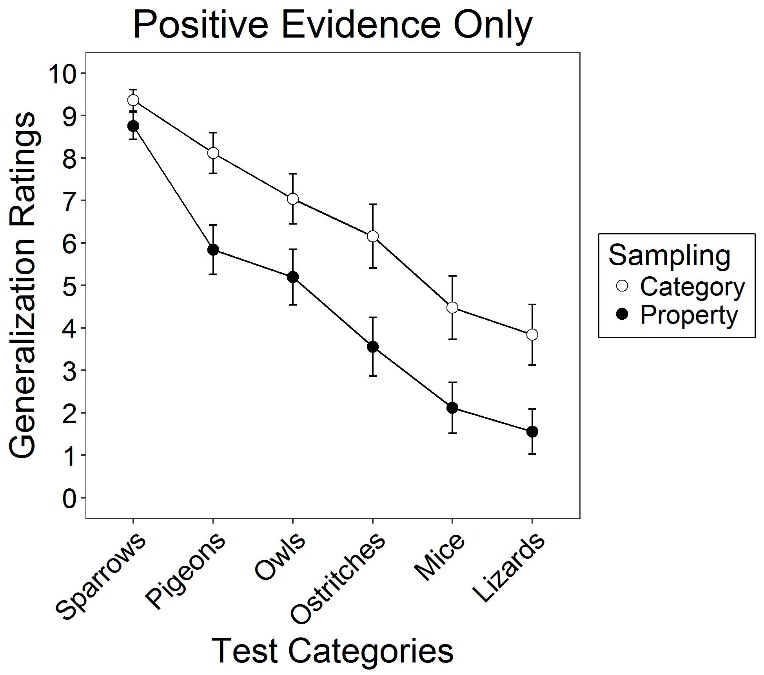 Positive Evidence Only
Generalization Ratings
10
9
8
7
6
5
4
3
2
1
0
Sparrows
Pigeons
Owls
Ostritches
Mice
Lizards
Test Categories
Sampling
Category
Property